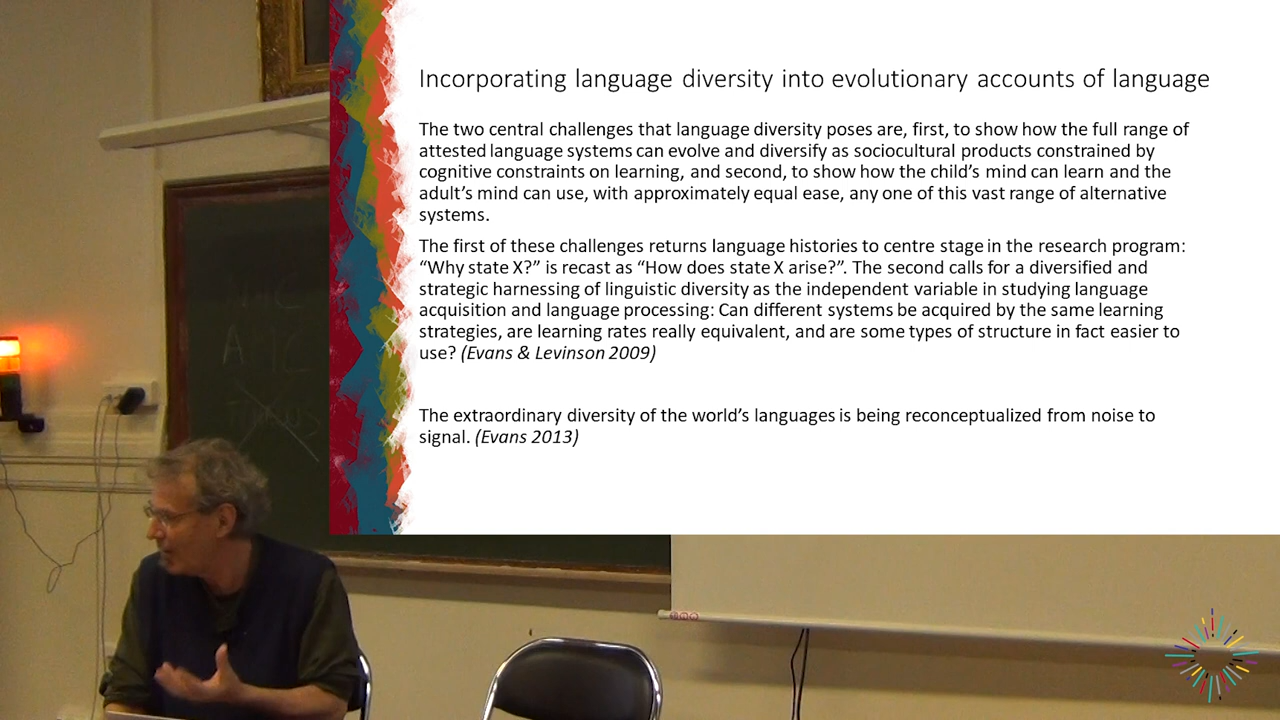 Incorporating language diversity into evolutionary accounts of language
The two central challenges that language diversity poses are, first, to show how the full range of
attested language systems can evolve and diversify as sociocultural products constrained by
cognitive constraints on learning, and second, to show how the child’s mind can learn and the
adult’s mind can use, with approximately equal ease, any one of this vast range of alternative
systems.
The first of these challenges returns language histories to centre stage in the research program:
“Why state X?” is recast as “How does state X arise?”. The second calls for a diversified and
strategic harnessing of linguistic diversity as the independent variable in studying language
acquisition and language processing: Can different systems be acquired by the same learning
strategies, are learning rates really equivalent, and are some types of structure in fact easier to
use? (Evans & Levinson 2009)
The extraordinary diversity of the world’s languages is being reconceptualized from noise to
signal. (Evans 2013)